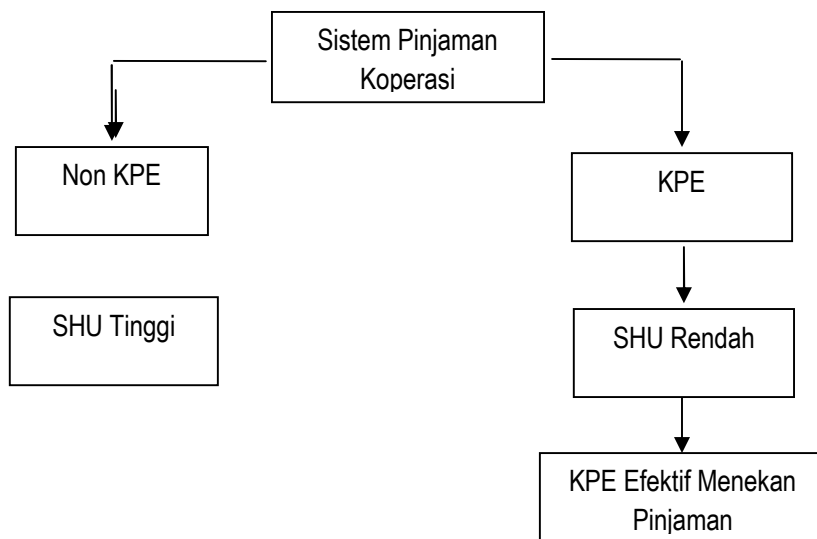 Sistem Pinjaman
Koperasi
Non KPE
KPE
SHU Tinggi
SHU Rendah
KPE Efektif Menekan
Pinjaman